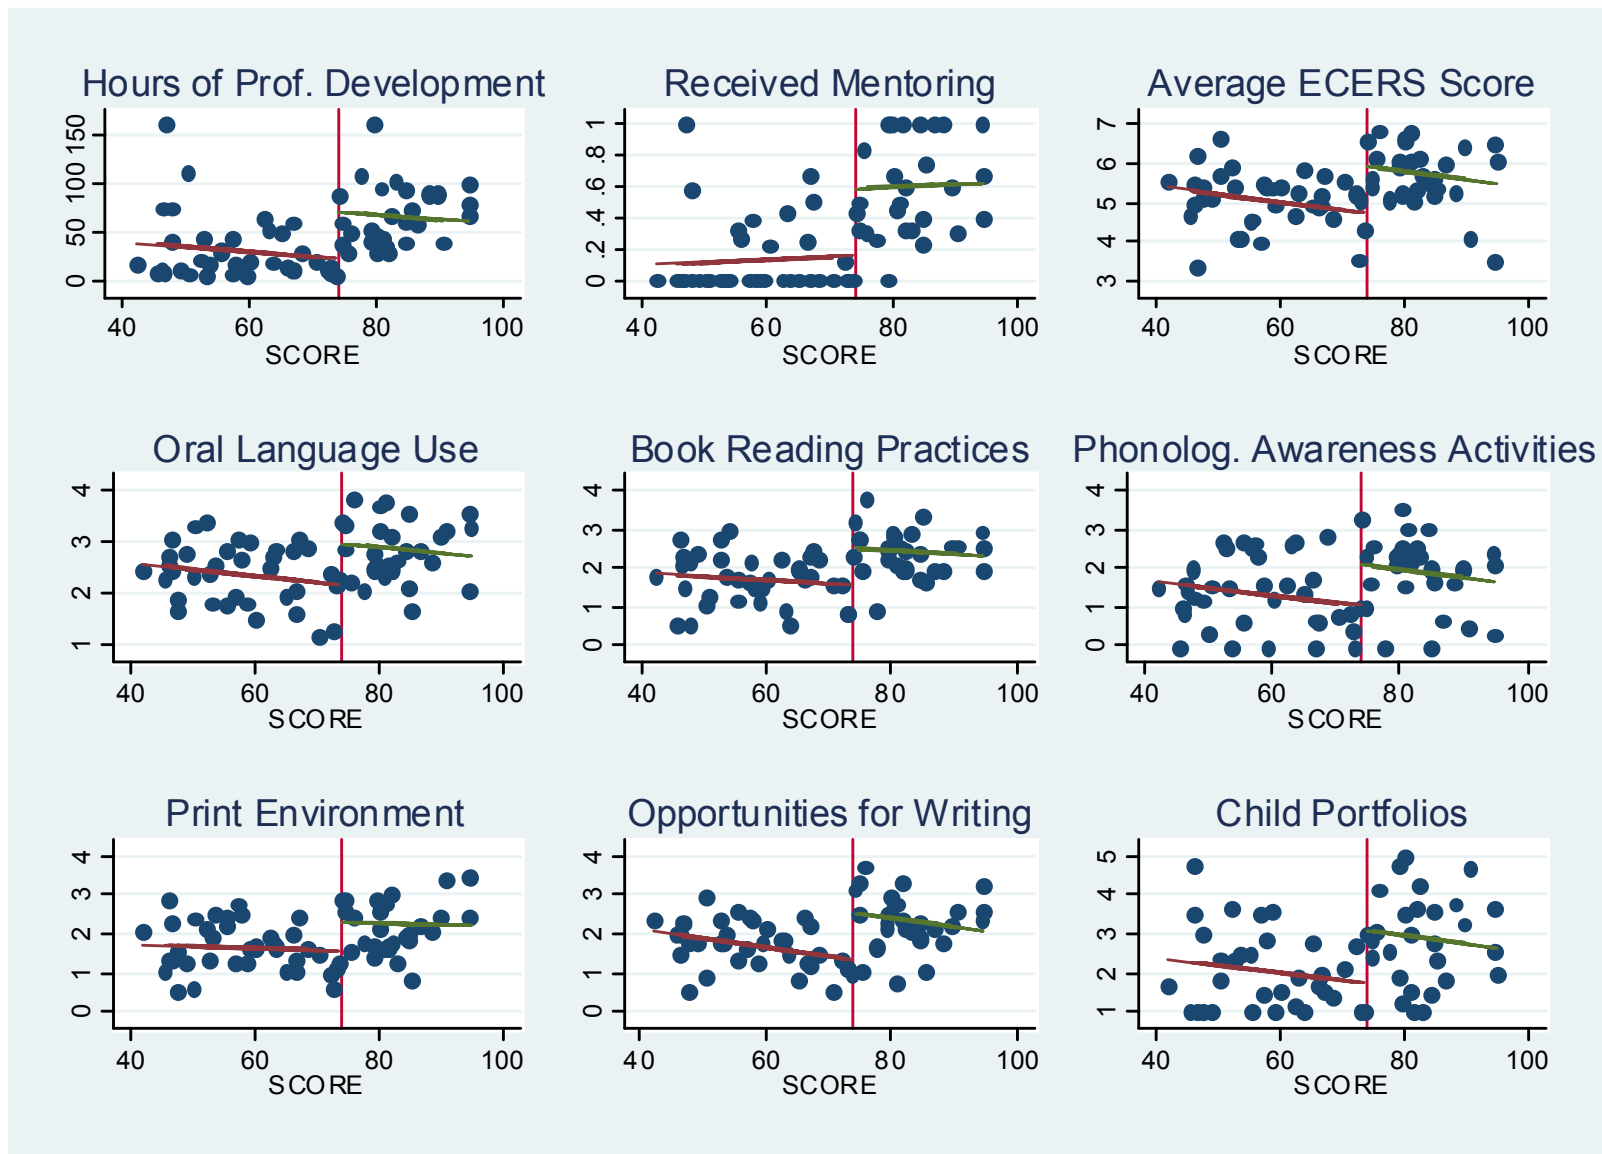 Hours of Prof. Development
150
100
50
0
40 60 80 100
SCORE
Received Mentoring
1
.8
.6
.4
.2
0
40 60 80 100
SCORE
Average ECERS Score
7
6
5
4
3
40 60 80 100
SCORE
Oral Language Use
4
3
2
1
40 60 80 100
SCORE
Book Reading Practices
4
3
2
1
0
40 60 80 100
SCORE
Phonolog. Awareness Activities
4
3
2
1
0
40 60 80 100
SCORE
Print Environment
4
3
2
1
0
40 60 80 100
SCORE
Opportunities for Writing
4
3
2
1
0
40 60 80 100
SCORE
Child Portfolios
5
4
3
2
1
40 60 80 100
SCORE